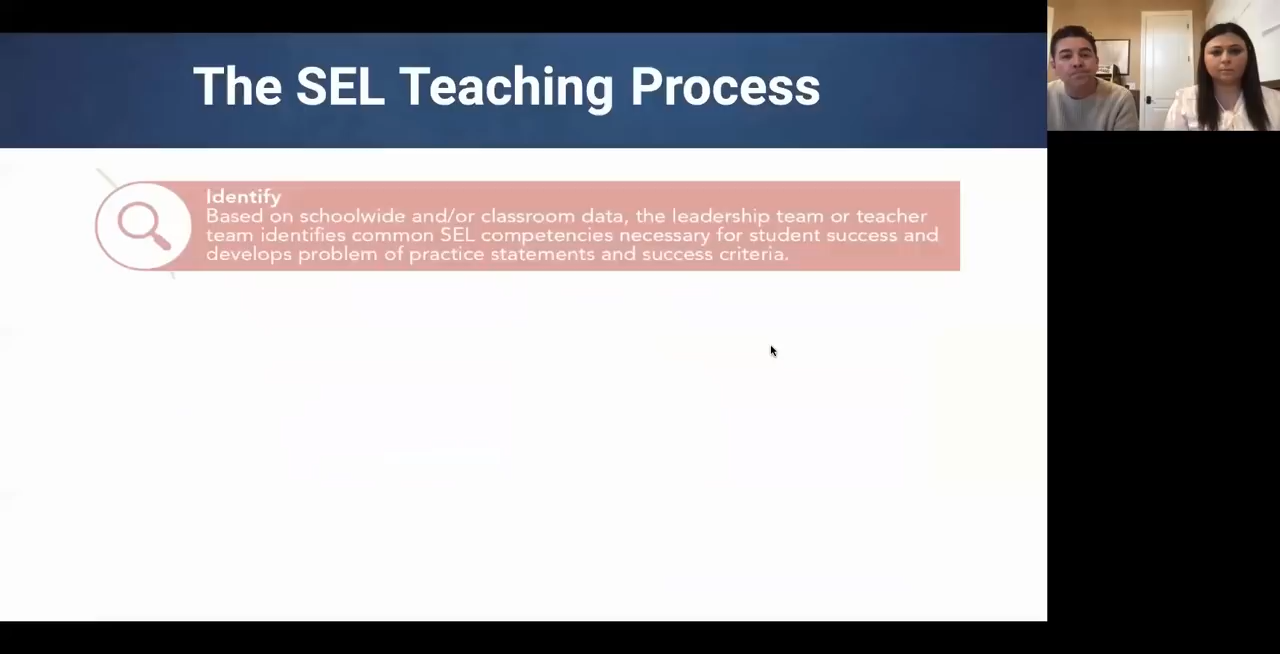 The SEL Teaching Process
Identify
Based on schoolwide and/or classroom data, the leadership team or teacher
team identifies common SEL competencies necessary for student success and
develops problem of practice statements and success criteria.